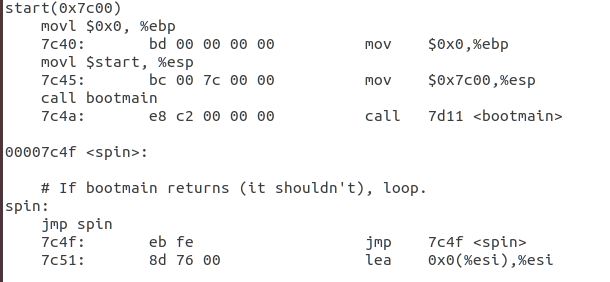 start(0x7c00)
    movl $0x0, %ebp
    7c40:       bd 00 00 00 00          mov    $0x0,%ebp
    movl $start, %esp
    7c45:       bc 00 7c 00 00          mov    $0x7c00,%esp
    call bootmain
    7c4a:       e8 c2 00 00 00          call   7d11 <bootmain>

00007c4f <spin>:

    # If bootmain returns (it shouldn't), loop.
spin:
    jmp spin
    7c4f:       eb fe                   jmp    7c4f <spin>
    7c51:       8d 76 00                lea    0x0(%esi),%esi